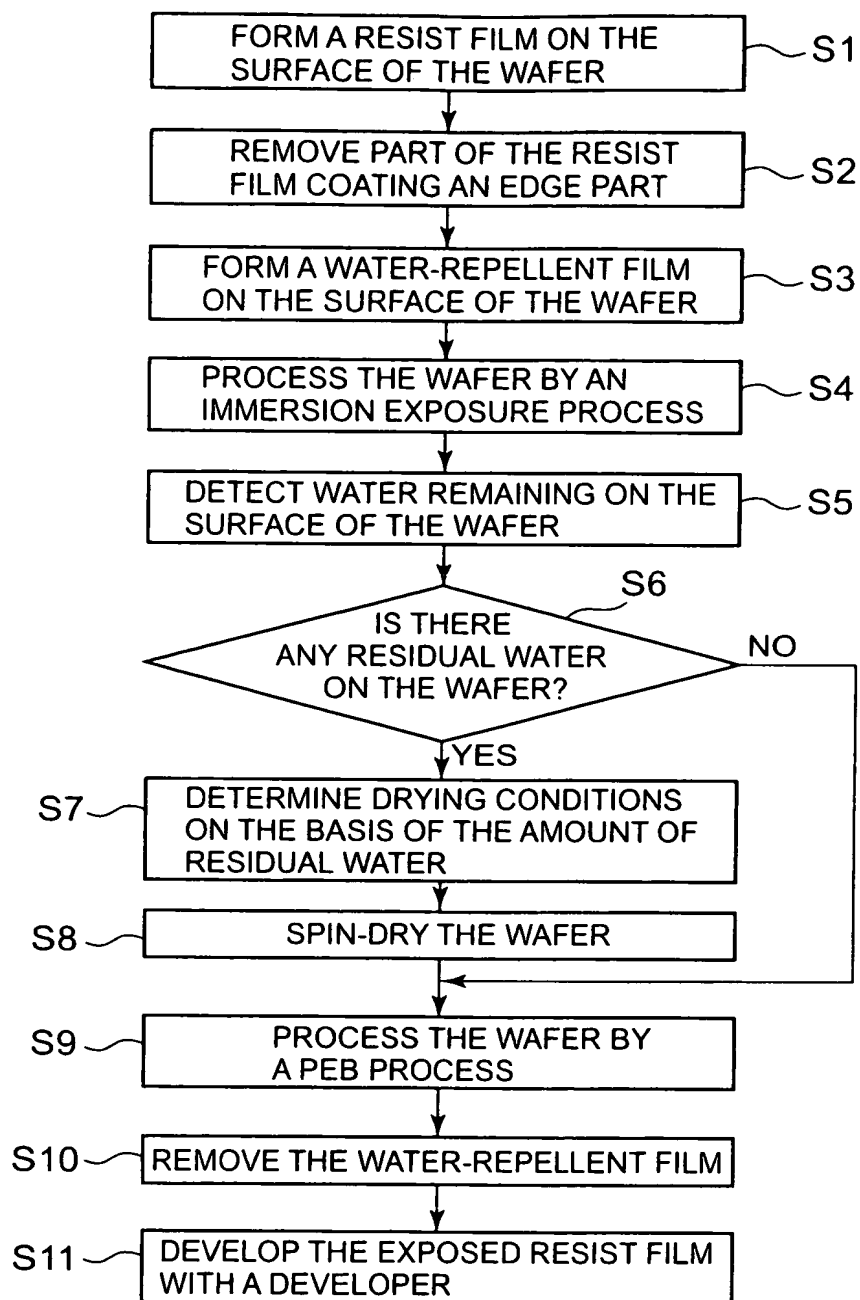 FORM A RESIST FILM ON THE
SURFACE OF THE WAFER
S1
REMOVE PART OF THE RESIST
FILM COATING AN EDGE PART
S2
FORM A WATER-REPELLENT FILM
ON THE SURFACE OF THE WAFER
S3
PROCESS THE WAFER BY AN
IMMERSION EXPOSURE PROCESS
S4
DETECT WATER REMAINING ON THE
SURFACE OF THE WAFER
S5
S6
IS THERE
ANY RESIDUAL WATER
ON THE WAFER?
NO
YES
S7
DETERMINE DRYING CONDITIONS
ON THE BASIS OF THE AMOUNT OF
RESIDUAL WATER
S8
SPIN-DRY THE WAFER
S9
PROCESS THE WAFER BY
A PEB PROCESS
S10
REMOVE THE WATER-REPELLENT FILM
S11
DEVELOP THE EXPOSED RESIST FILM
WITH A DEVELOPER